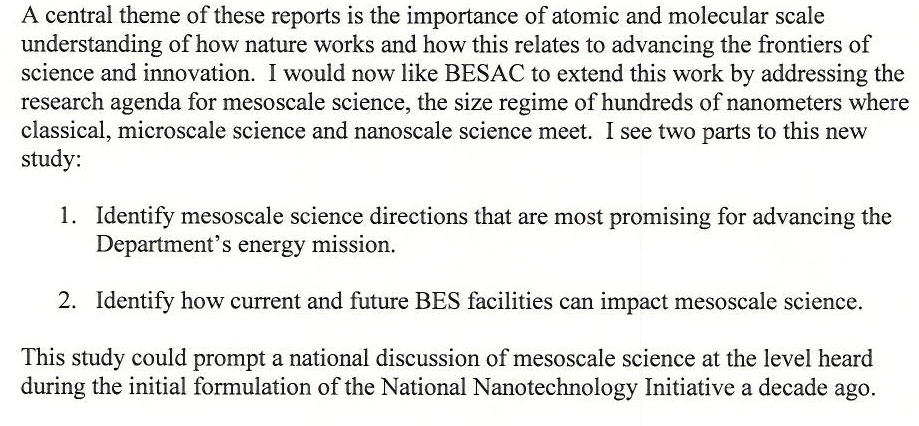 A central theme of these reports is the importance of atomic and molecular scale
understanding of how nature works and how this relates to advancing the frontiers of
science and innovation.  I would now like BESAC to extend this work by addressing the
research agenda for mesoscale science, the size regime of hundreds of nanometers where
classical, microscale science and nanoscale science meet.  I see two parts to this new
study:
1.  Identify mesoscale science directions that are most promising for advancing the
Department's energy mission.
2.  Identify how current and future BES facilities can impact mesoscale science.
This study could prompt a national discussion of mesoscale science at the level heard
during the initial formulation of the National Nanotechnology Initiative a decade ago.